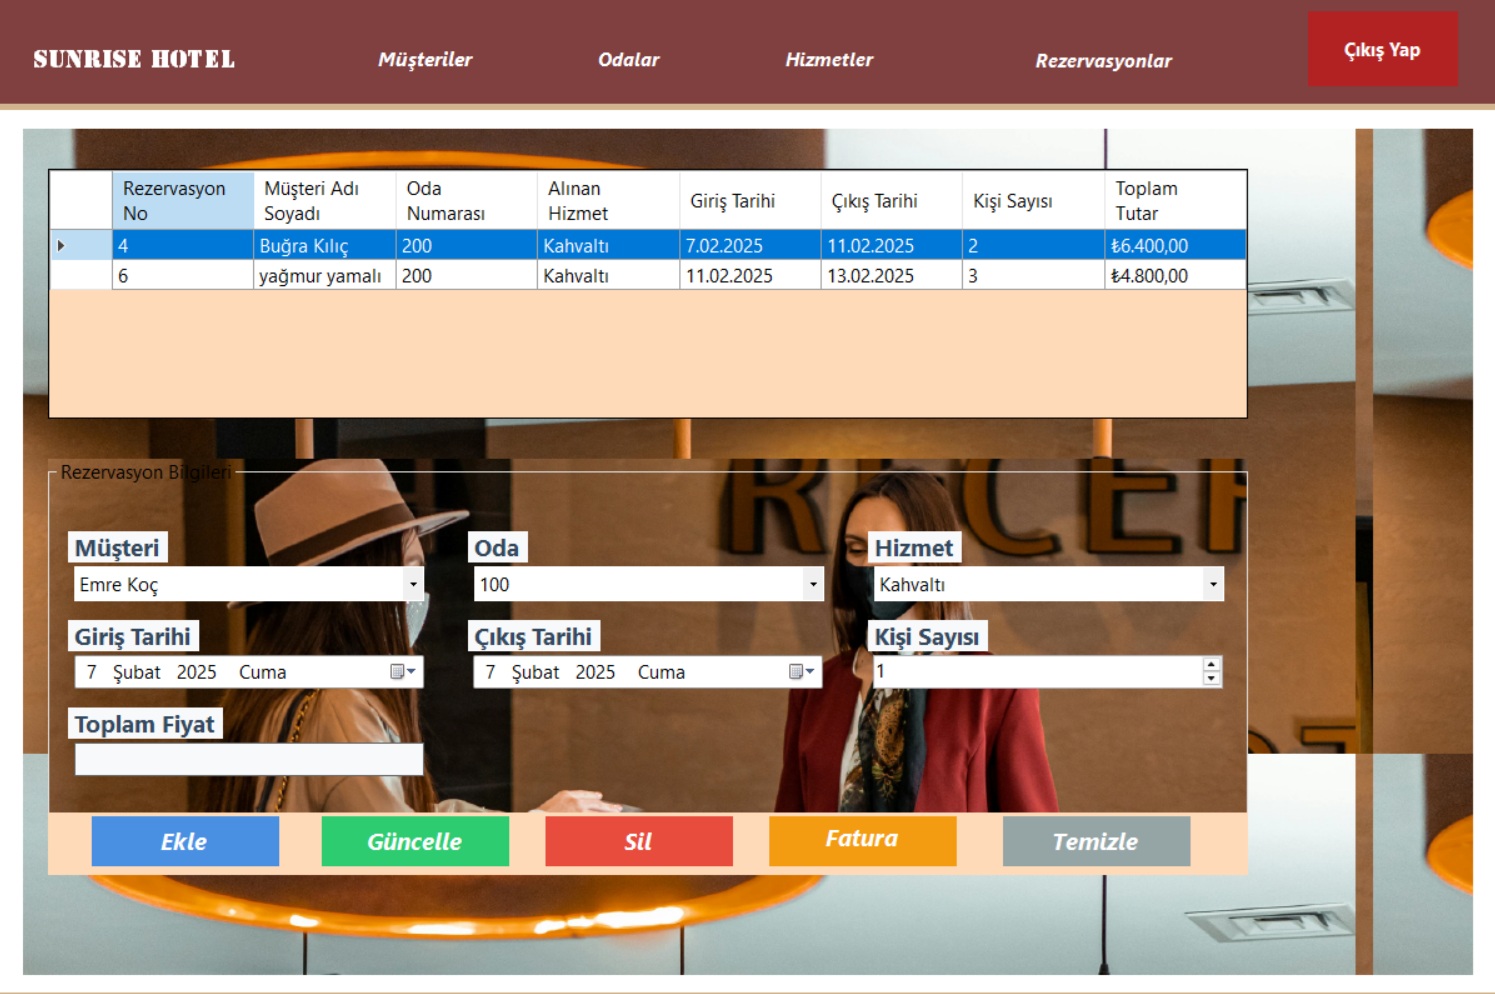 SUNRISE HOTEL
Müşteriler
Odalar
Hizmetler
Rezervasyonlar
Çıkış Yap
Rezervasyon No
Müşteri Adı Soyadı
Oda Numarası
Alınan Hizmet
Giriş Tarihi
Çıkış Tarihi
Kişi Sayısı
Toplam Tutar
4 Buğra Kılıç 200 Kahvaltı 7.02.2025 11.02.2025 2 ₺6.400,00
6 yağmur yamalı 200 Kahvaltı 11.02.2025 13.02.2025 3 ₺4.800,00
Rezervasyon Bilgileri
RECEP
Müşteri
Oda
Hizmet
Emre Koç
100
Kahvaltı
Giriş Tarihi
Çıkış Tarihi
Kişi Sayısı
7 Şubat 2025 Cuma
7 Şubat 2025 Cuma
1
Toplam Fiyat
Ekle
Güncelle
Sil
Fatura
Temizle